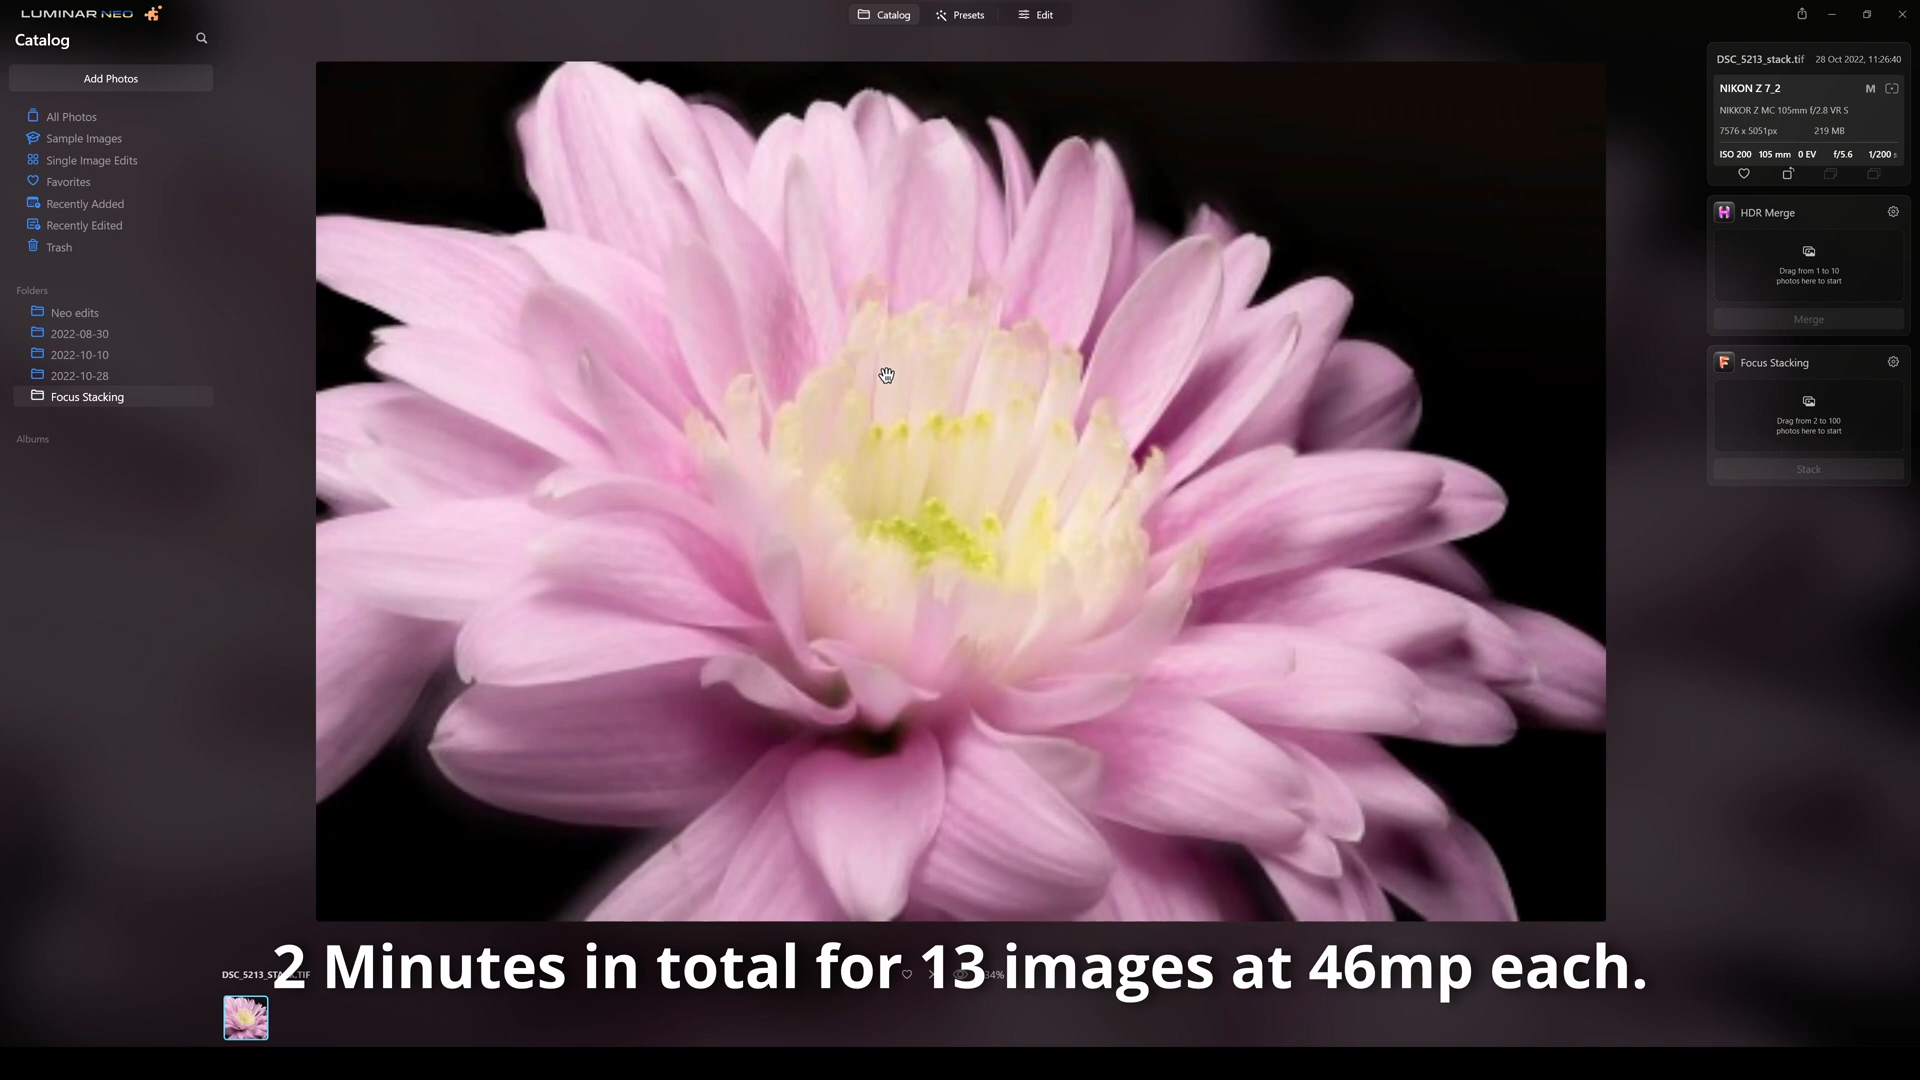 LUMINAR NEO
Catalog
Presets
Edit
Catalog
Add Photos
All Photos
Sample Images
Single Image Edits
Favorites
Recently Added
Recently Edited
Trash
Folders
Neo edits
2022-08-30
2022-10-10
2022-10-28
Focus Stacking
Albums
DSC_5213_stack.tif 28 Oct 2022, 11:26:40
NIKON Z 7_2 M
NIKKOR Z MC 105mm f/2.8 VR S
7576 x 5051px 219 MB
ISO 200 105 mm 0 EV f/5.6 1/200 s
HDR Merge
Drag from 1 to 10
photos here to start
Merge
Focus Stacking
Drag from 2 to 100
photos here to start
Stack
2 Minutes in total for 13 images at 46mp each.